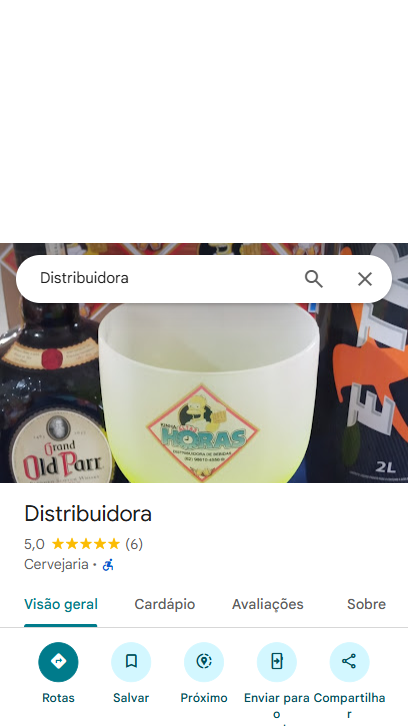 Distribuidora
Grand
Old Parr
HORAS
DISTRIBUIDORA DE BEBIDAS
2L
Distribuidora
5,0 (6)
Cervejaria ·
Visão geral Cardápio Avaliações Sobre
Rotas Salvar Próximo Enviar para o Compartilhar